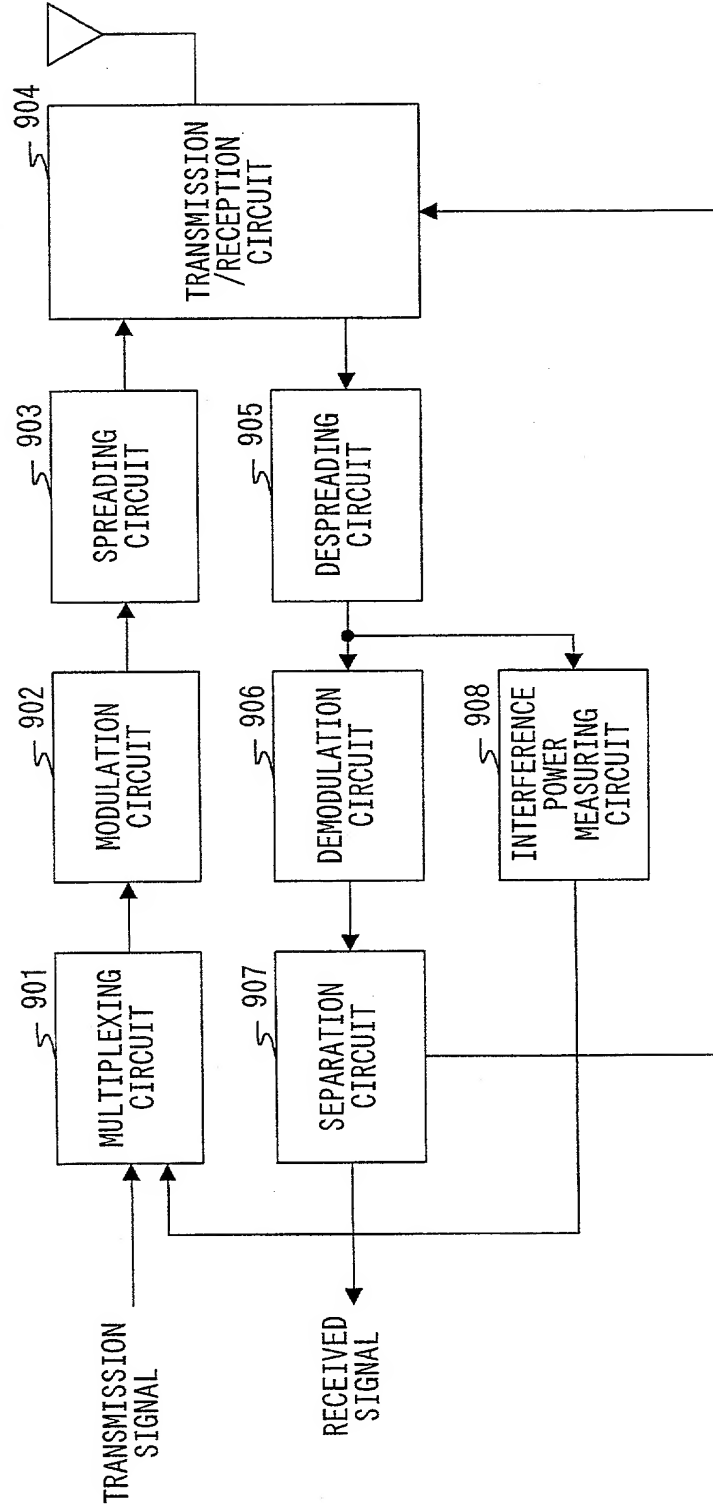 TRANSMISSION
SIGNAL
901
MULTIPLEXING
CIRCUIT
902
MODULATION
CIRCUIT
903
SPREADING
CIRCUIT
904
TRANSMISSION
/RECEPTION
CIRCUIT
RECEIVED
SIGNAL
907
SEPARATION
CIRCUIT
906
DEMODULATION
CIRCUIT
905
DESPREADING
CIRCUIT
908
INTERFERENCE
POWER
MEASURING
CIRCUIT